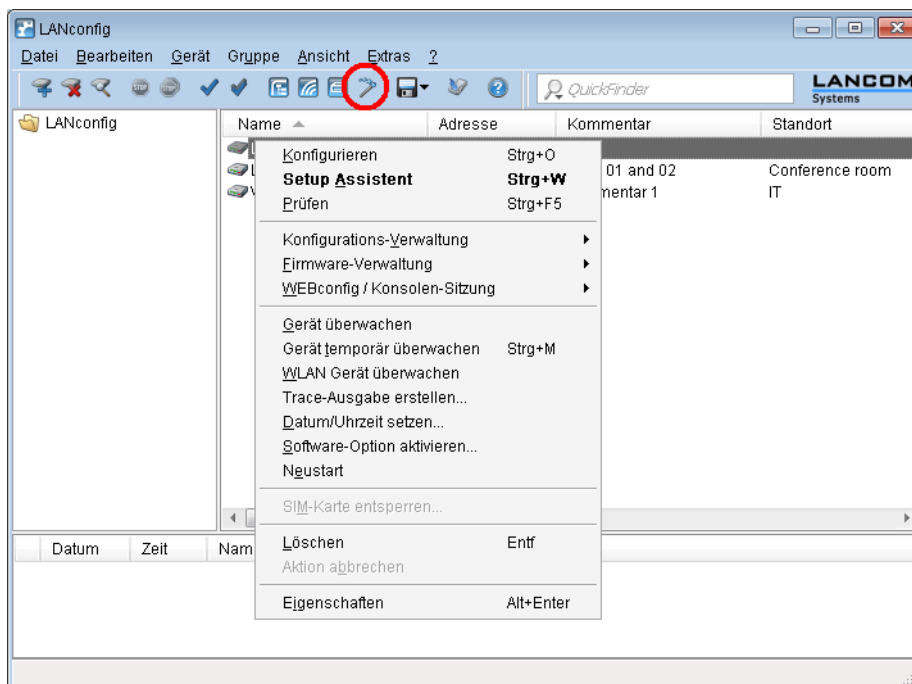 LANconfig
Datei Bearbeiten Gerät Gruppe Ansicht Extras ?
QuickFinder
LANCOM
Systems
LANconfig
Name Adresse Kommentar Standort
Konfigurieren Strg+O
Setup Assistent Strg+W
01 and 02 Conference room
Prüfen Strg+F5
mentar 1 IT
Konfigurations-Verwaltung
Firmware-Verwaltung
WEBconfig / Konsolen-Sitzung
Gerät überwachen
Gerät temporär überwachen Strg+M
WLAN Gerät überwachen
Trace-Ausgabe erstellen...
Datum/Uhrzeit setzen...
Software-Option aktivieren...
Neustart
SIM-Karte entsperren...
Löschen Entf
Aktion abbrechen
Eigenschaften Alt+Enter
Datum Zeit Nam